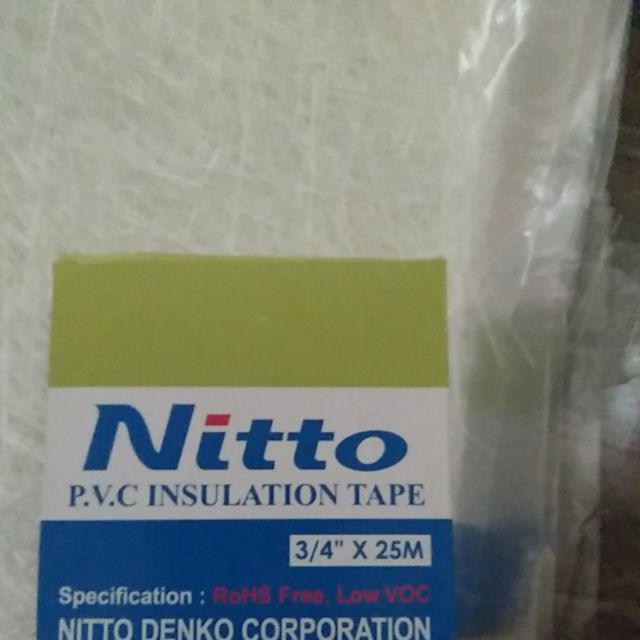 Nitto
P.V.C INSULATION TAPE
3/4" X 25M
Specification : RoHS Free, Low VOC
NITTO DENKO CORPORATION